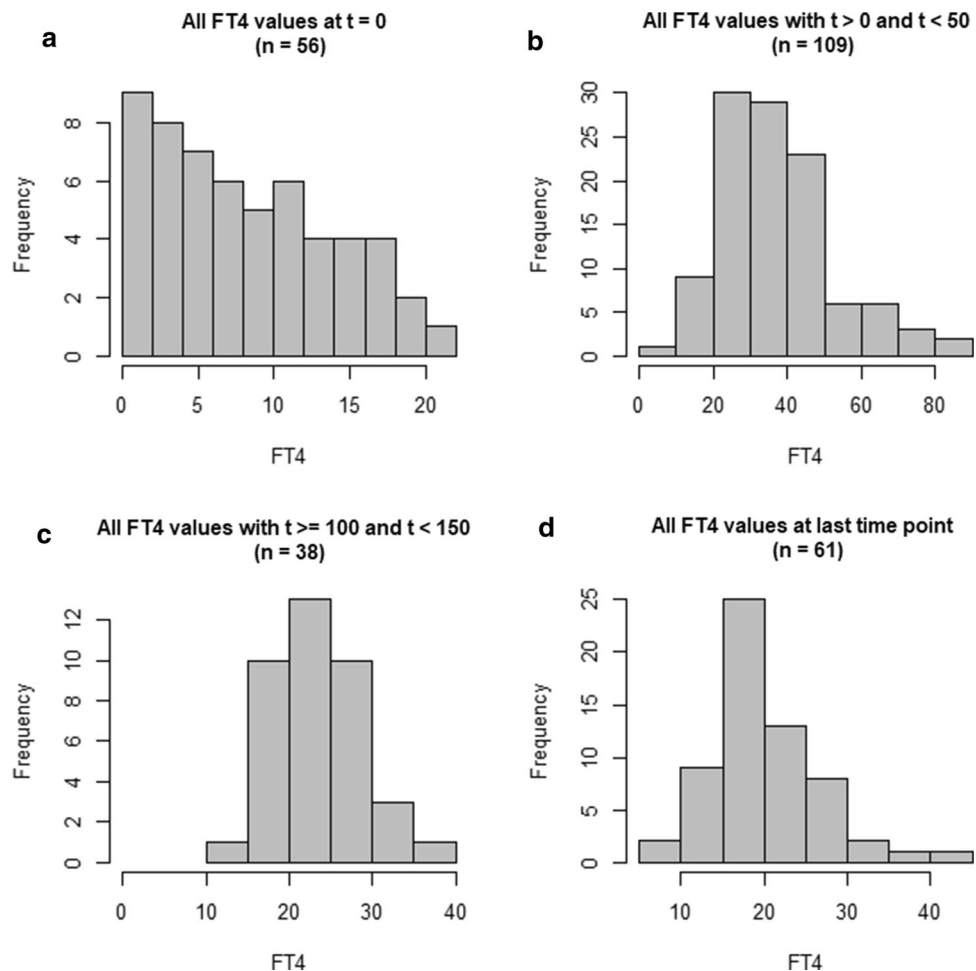 a
All FT4 values at t = 0
(n = 56)
Frequency
0 2 4 6 8
0 5 10 15 20
FT4
b
All FT4 values with t > 0 and t < 50
(n = 109)
Frequency
0 5 10 15 20 25 30
0 20 40 60 80
FT4
c
All FT4 values with t >= 100 and t < 150
(n = 38)
Frequency
0 2 4 6 8 10 12
0 10 20 30 40
FT4
d
All FT4 values at last time point
(n = 61)
Frequency
0 5 10 15 20 25
10 20 30 40
FT4